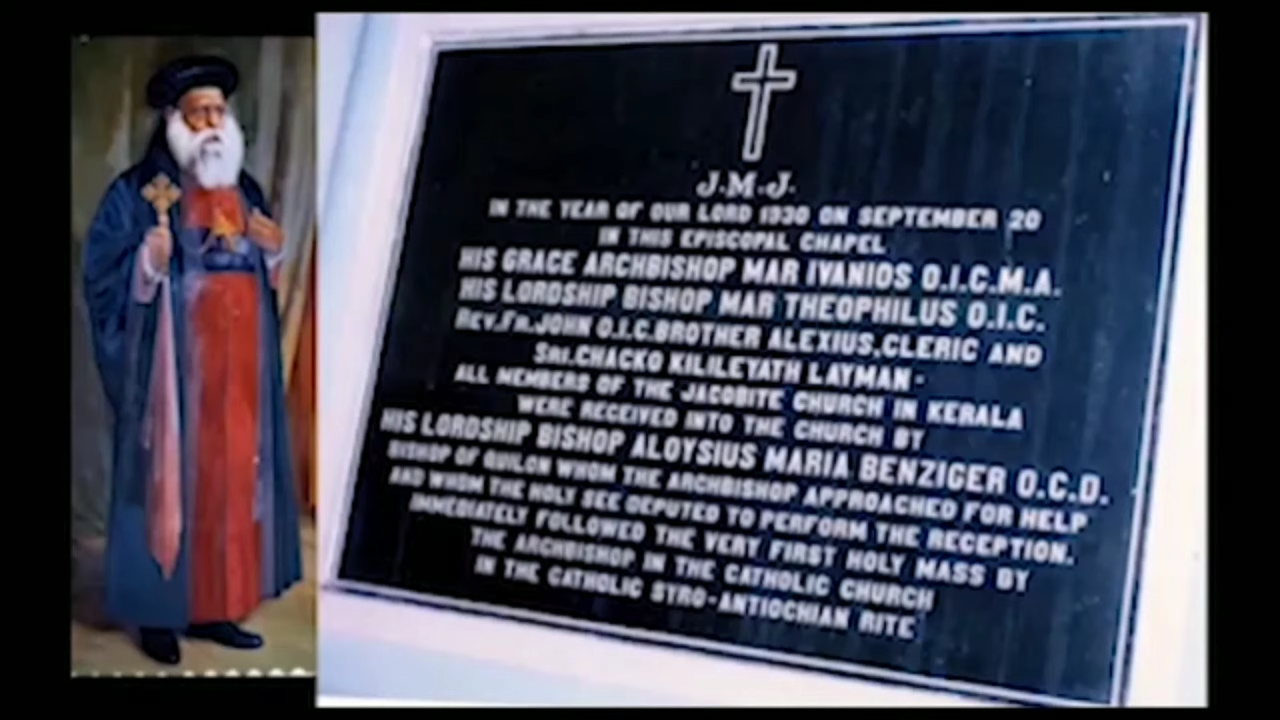 J.M.J.
IN THE YEAR OF OUR LORD 1930 ON SEPTEMBER 20
IN THIS EPISCOPAL CHAPEL
HIS GRACE ARCHBISHOP MAR IVANIOS O.I.C.M.A.
HIS LORDSHIP BISHOP MAR THEOPHILUS O.I.C.
REV.FR.JOHN O.I.C.BROTHER ALEXIUS,CLERIC AND
SRI.CHACKO KILILEYATH LAYMAN-
ALL MEMBERS OF THE JACOBITE CHURCH IN KERALA
WERE RECEIVED INTO THE CHURCH BY
HIS LORDSHIP BISHOP ALOYSIUS MARIA BENZIGER O.C.D.
BISHOP OF QUILON WHOM THE ARCHBISHOP APPROACHED FOR HELP
AND WHOM THE HOLY SEE DEPUTED TO PERFORM THE RECEPTION.
IMMEDIATELY FOLLOWED THE VERY FIRST HOLY MASS BY
THE ARCHBISHOP IN THE CATHOLIC CHURCH
IN THE CATHOLIC SYRO-ANTIOCHIAN RITE